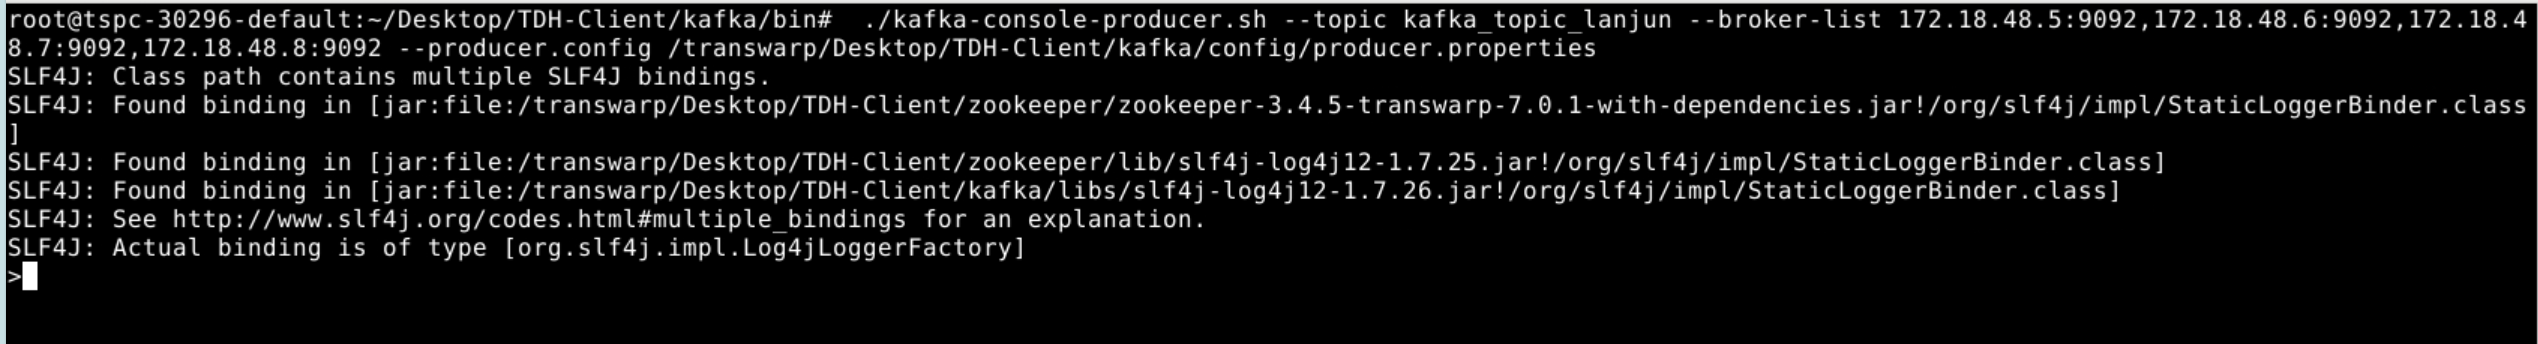 root@tspc-30296-default:~/Desktop/TDH-Client/kafka/bin#  ./kafka-console-producer.sh --topic kafka_topic_lanjun --broker-list 172.18.48.5:9092,172.18.48.6:9092,172.18.4
8.7:9092,172.18.48.8:9092 --producer.config /transwarp/Desktop/TDH-Client/kafka/config/producer.properties
SLF4J: Class path contains multiple SLF4J bindings.
SLF4J: Found binding in [jar:file:/transwarp/Desktop/TDH-Client/zookeeper/zookeeper-3.4.5-transwarp-7.0.1-with-dependencies.jar!/org/slf4j/impl/StaticLoggerBinder.class
]
SLF4J: Found binding in [jar:file:/transwarp/Desktop/TDH-Client/zookeeper/lib/slf4j-log4j12-1.7.25.jar!/org/slf4j/impl/StaticLoggerBinder.class]
SLF4J: Found binding in [jar:file:/transwarp/Desktop/TDH-Client/kafka/libs/slf4j-log4j12-1.7.26.jar!/org/slf4j/impl/StaticLoggerBinder.class]
SLF4J: See http://www.slf4j.org/codes.html#multiple_bindings for an explanation.
SLF4J: Actual binding is of type [org.slf4j.impl.Log4jLoggerFactory]
>